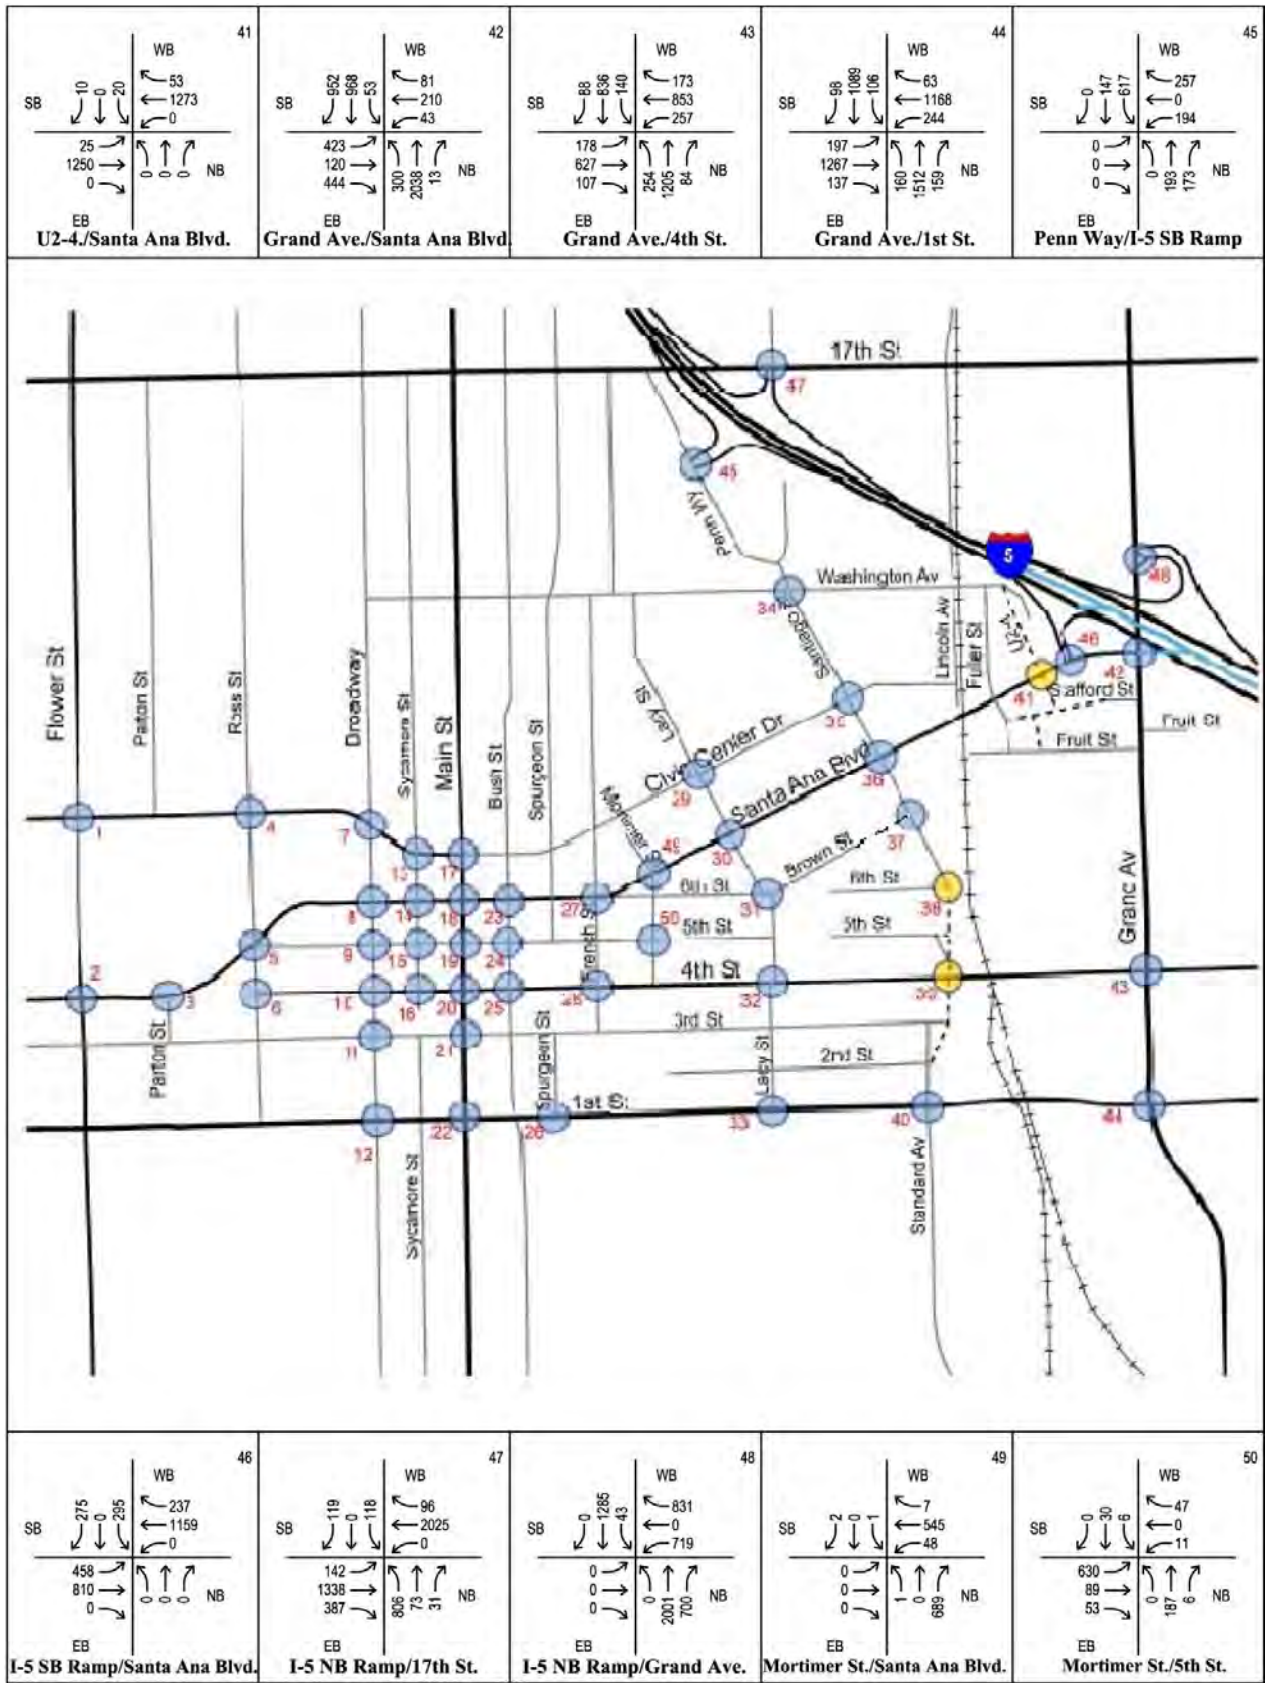 41
WB
SB
10 0 20
53
1273
0
25
1250
0
0 0 0
NB
EB
U2-4./Santa Ana Blvd.
42
WB
952 968 53
81
210
43
423
120
444
300 2038 13
NB
EB
Grand Ave./Santa Ana Blvd.
43
WB
SB
88 836 140
173
853
257
178
627
107
254 1205 84
NB
EB
Grand Ave./4th St.
44
WB
SB
98 1089 106
63
1168
244
197
1267
137
160 1512 159
NB
EB
Grand Ave./1st St.
45
WB
SB
0 147 617
257
0
194
0
0
0
0 193 173
NB
EB
Penn Way/I-5 SB Ramp
17th St
47
45
Penn Wy
5
48
Washington Av
34
Santiago
Lincoln Av
Fuller St
U2-4
46
42
41
Stafford St
Fruit St
Fruit St
Flower St
Parton St
Ross St
Broadway
Sycamore St
Main St
Bush St
Spurgeon St
Lacy St
Civic Center Dr
Santa Ana Blvd
36
29
1
4
7
17
49
30
Brown St
37
6th St
6th St
38
27
31
14
18
23
50
5th St
5th St
French St
5
9
15
19
24
4th St
Grand Av
2
3
6
16
20
25
32
43
3rd St
11
21
Parton St
Spurgeon St
Lacy St
2nd St
1st St
12
22
26
33
40
44
Sycamore St
Standard Av
46
WB
SB
275 0 295
237
1159
0
458
810
0
0 0 0
NB
EB
I-5 SB Ramp/Santa Ana Blvd.
47
WB
SB
119 0 118
96
2025
0
142
1338
387
806 73 31
NB
EB
I-5 NB Ramp/17th St.
48
WB
SB
0 1285 43
831
0
719
0
0
0
0 2001 700
NB
EB
I-5 NB Ramp/Grand Ave.
49
WB
SB
2 0 1
7
545
48
0
0
0
1 0 689
NB
EB
Mortimer St./Santa Ana Blvd.
50
WB
SB
0 30 6
47
0
11
630
89
53
0 187 6
NB
EB
Mortimer St./5th St.